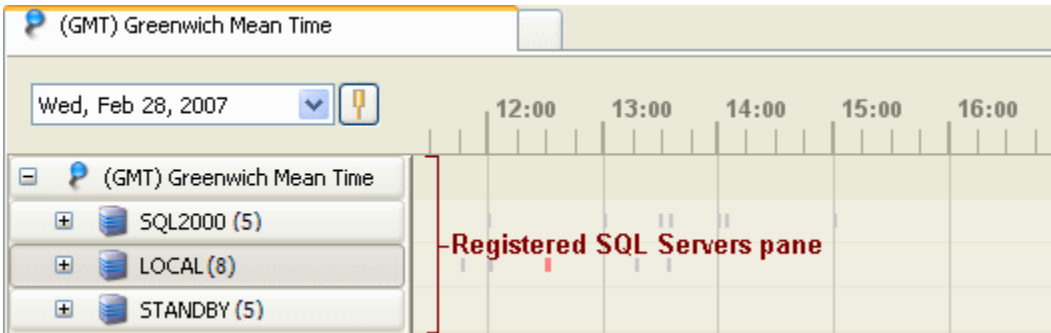 (GMT) Greenwich Mean Time
Wed, Feb 28, 2007
12:00 13:00 14:00 15:00 16:00
(GMT) Greenwich Mean Time
SQL2000 (5)
Registered SQL Servers pane
LOCAL (8)
STANDBY (5)